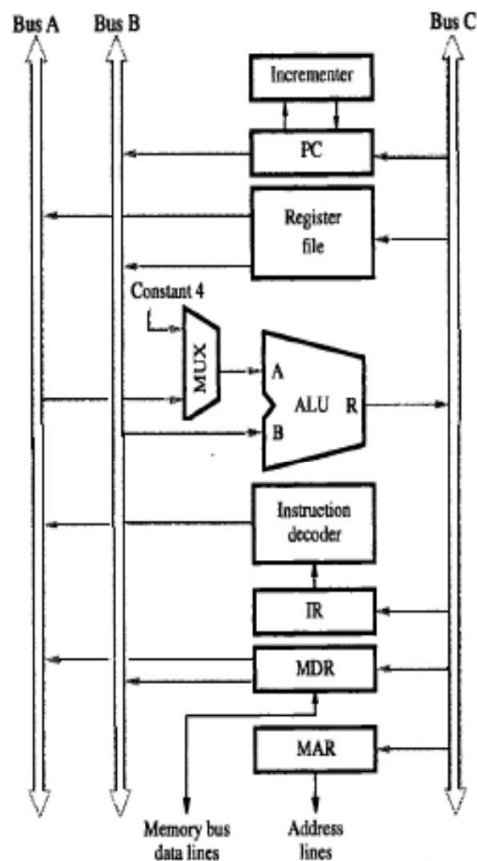 Bus A
Bus B
Bus C
Incrementer
PC
Register
file
Constant 4
MUX
A
ALU
R
B
Instruction
decoder
IR
MDR
MAR
Memory bus
data lines
Address
lines